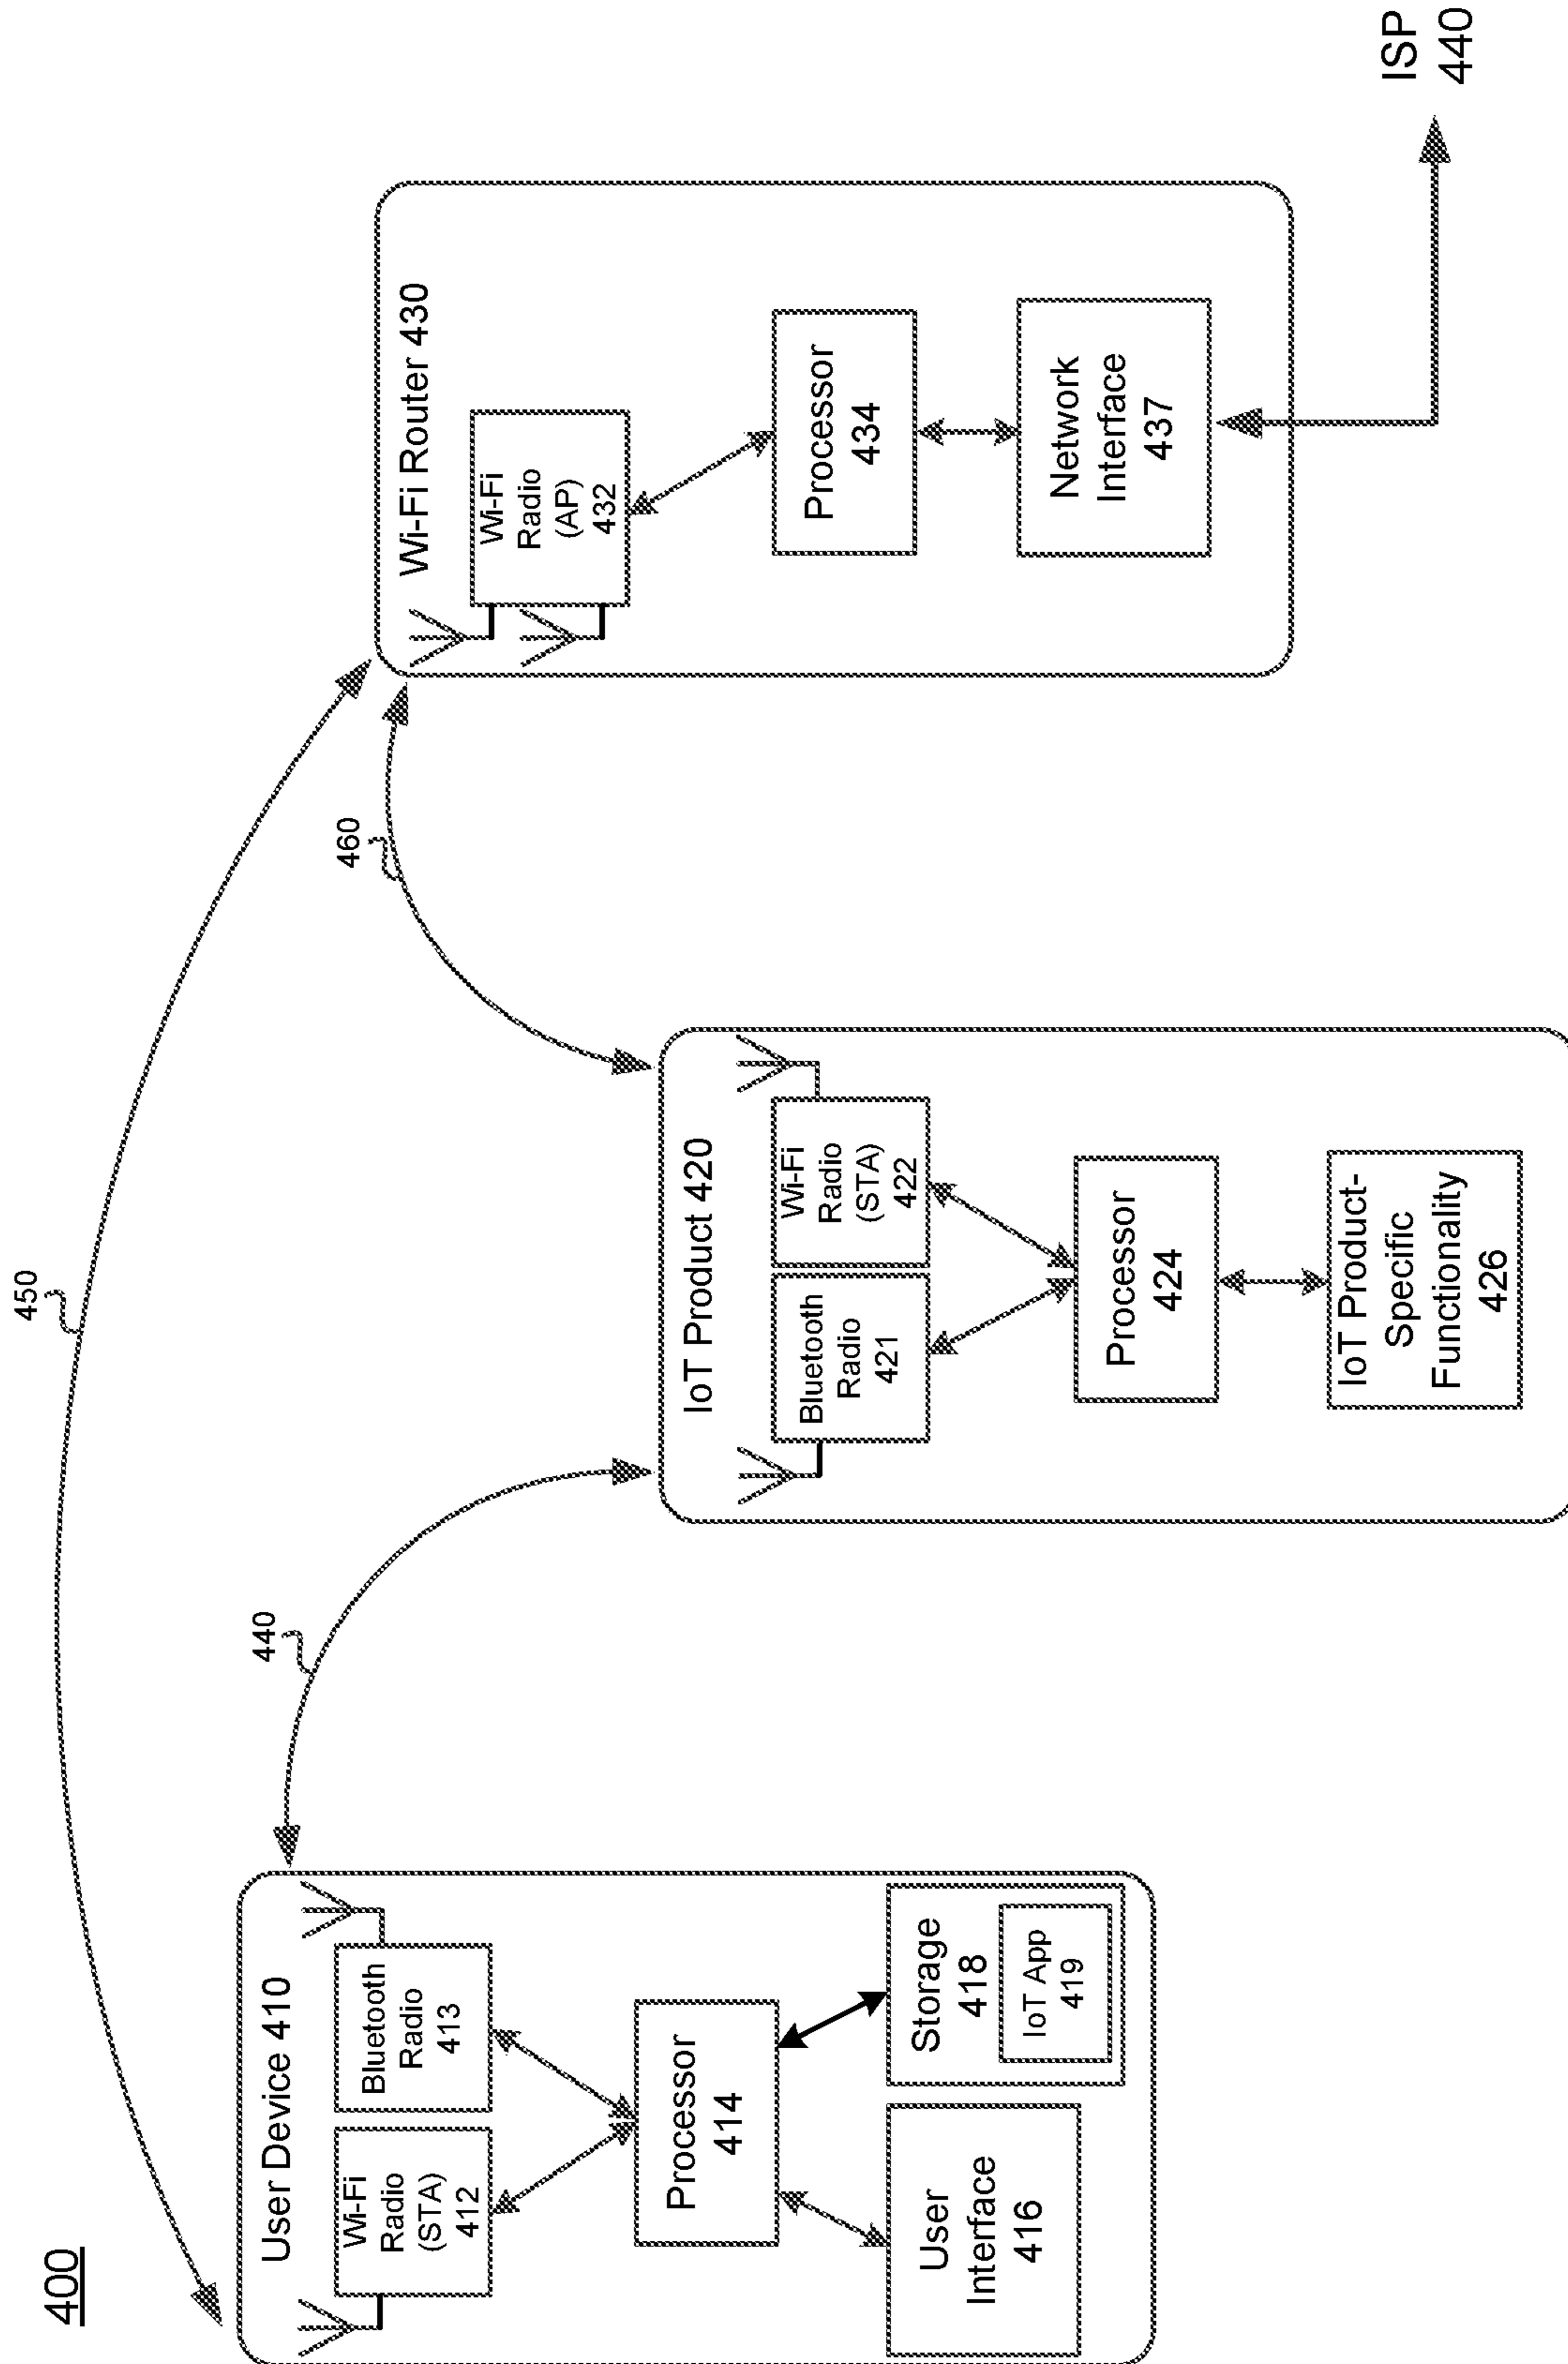 400
450
440
460
User Device 410
Wi-Fi
Radio
(STA)
412
Bluetooth
Radio
413
Processor
414
User
Interface
416
Storage
418
IoT App
419
IoT Product 420
Bluetooth
Radio
421
Wi-Fi
Radio
(STA)
422
Processor
424
IoT Product-
Specific
Functionality
426
Wi-Fi Router 430
Wi-Fi
Radio
(AP)
432
Processor
434
Network
Interface
437
ISP
440